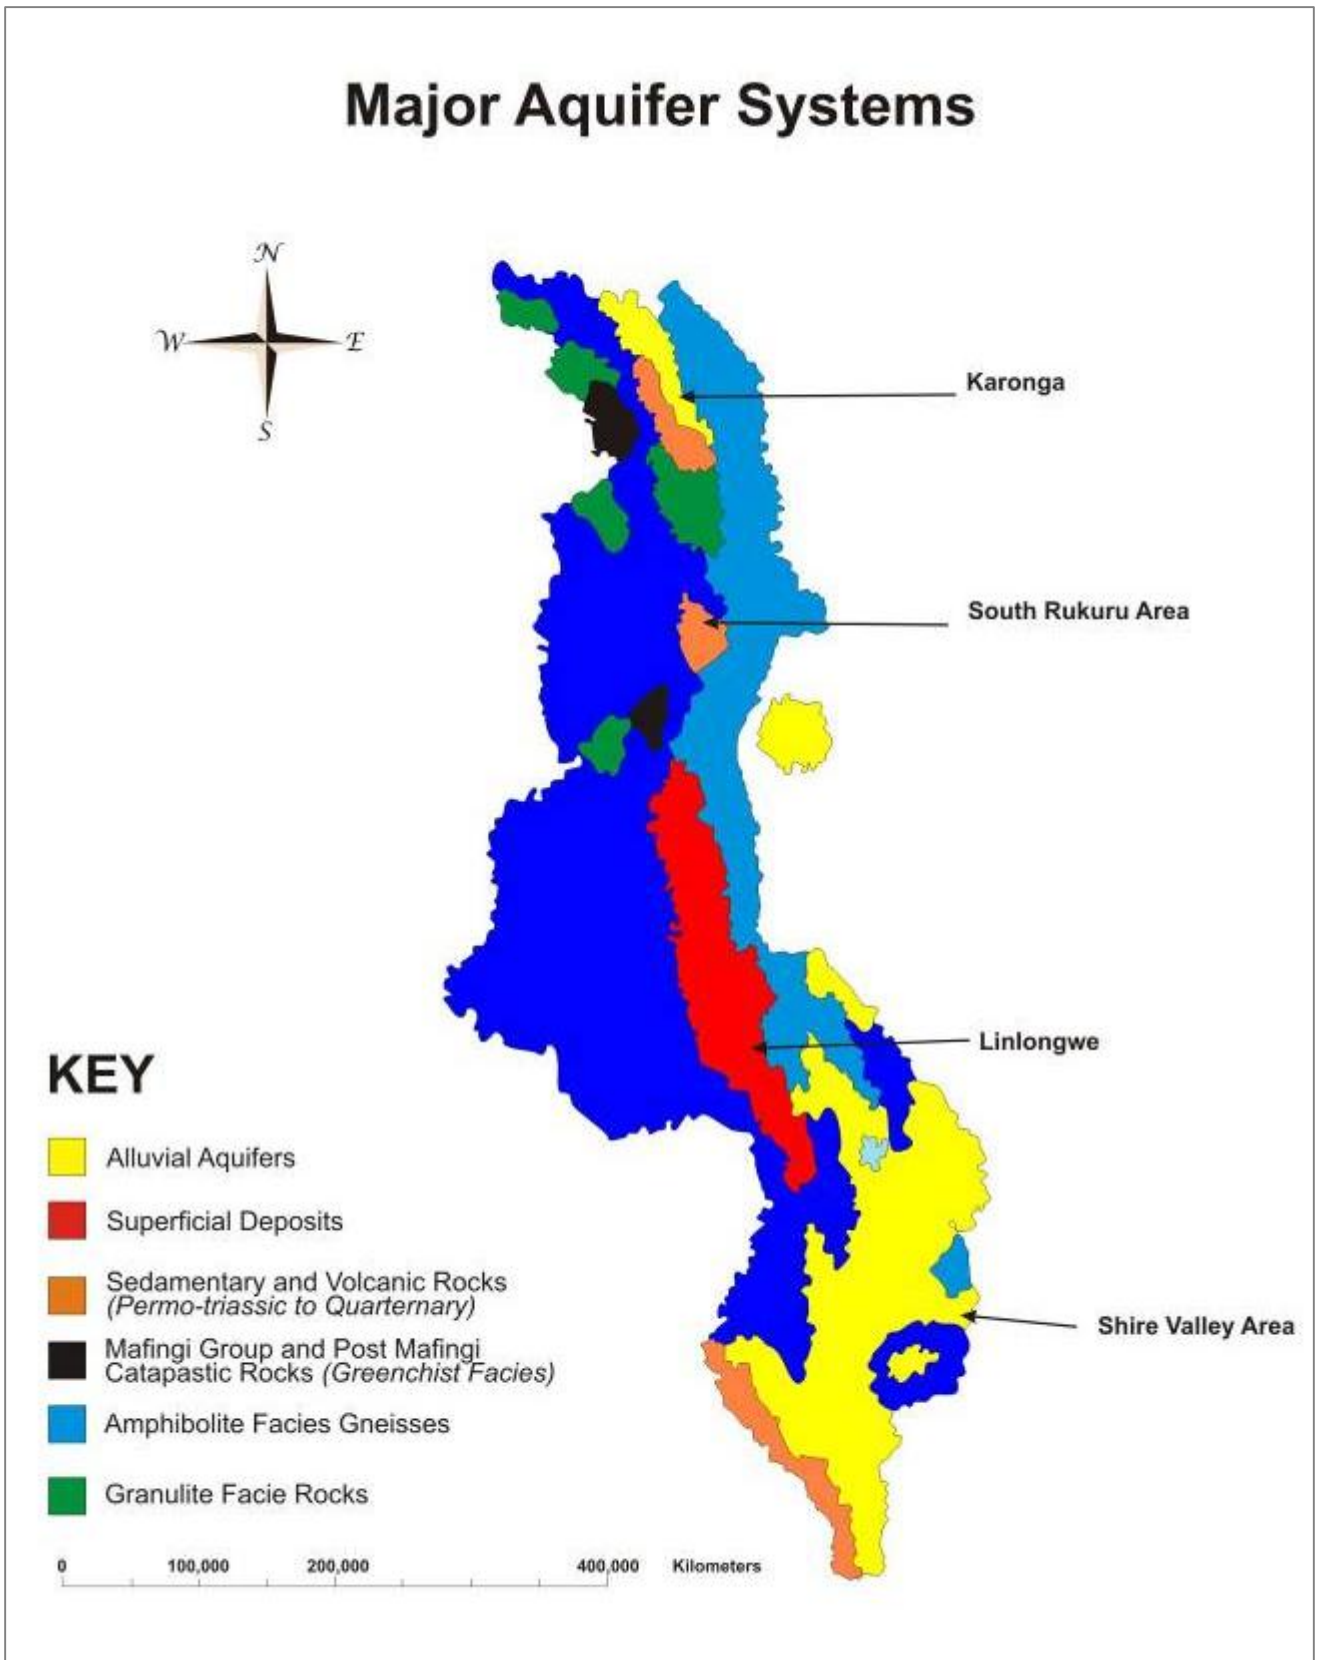 Major Aquifer Systems
N
W
E
S
Karonga
South Rukuru Area
Linlongwe
Shire Valley Area
KEY
Alluvial Aquifers
Superficial Deposits
Sedamentary and Volcanic Rocks
(Permo-triassic to Quarternary)
Mafingi Group and Post Mafingi
Catapastic Rocks (Greenchist Facies)
Amphibolite Facies Gneisses
Granulite Facie Rocks
0 100,000 200,000 400,000 Kilometers